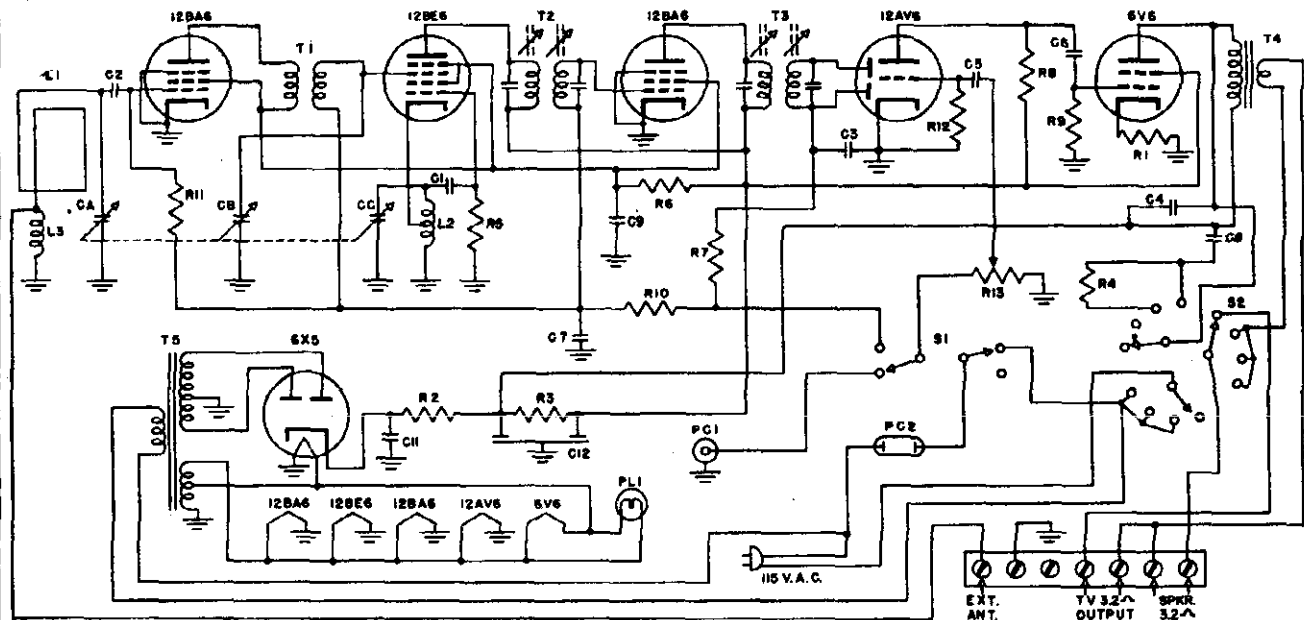 12BA6 12BE6 T2 12BA6 T3 12AV6 6V6
C2 T1 C6 R8 C5 T4
R9 R12 R1
C3
R11 C1 R6 C4
CA CB CC L2 R5 C9 C8
L3 R7 R4
R10 R13 S2
T5 6X5 C7 S1
R2 R3 PC1 PC2
C11 C12
12BA6 12BE6 12BA6 12AV6 6V6 PL1
115 V.A.C.
EXT. TV 3.2 SPKR.
ANT. OUTPUT 3.2